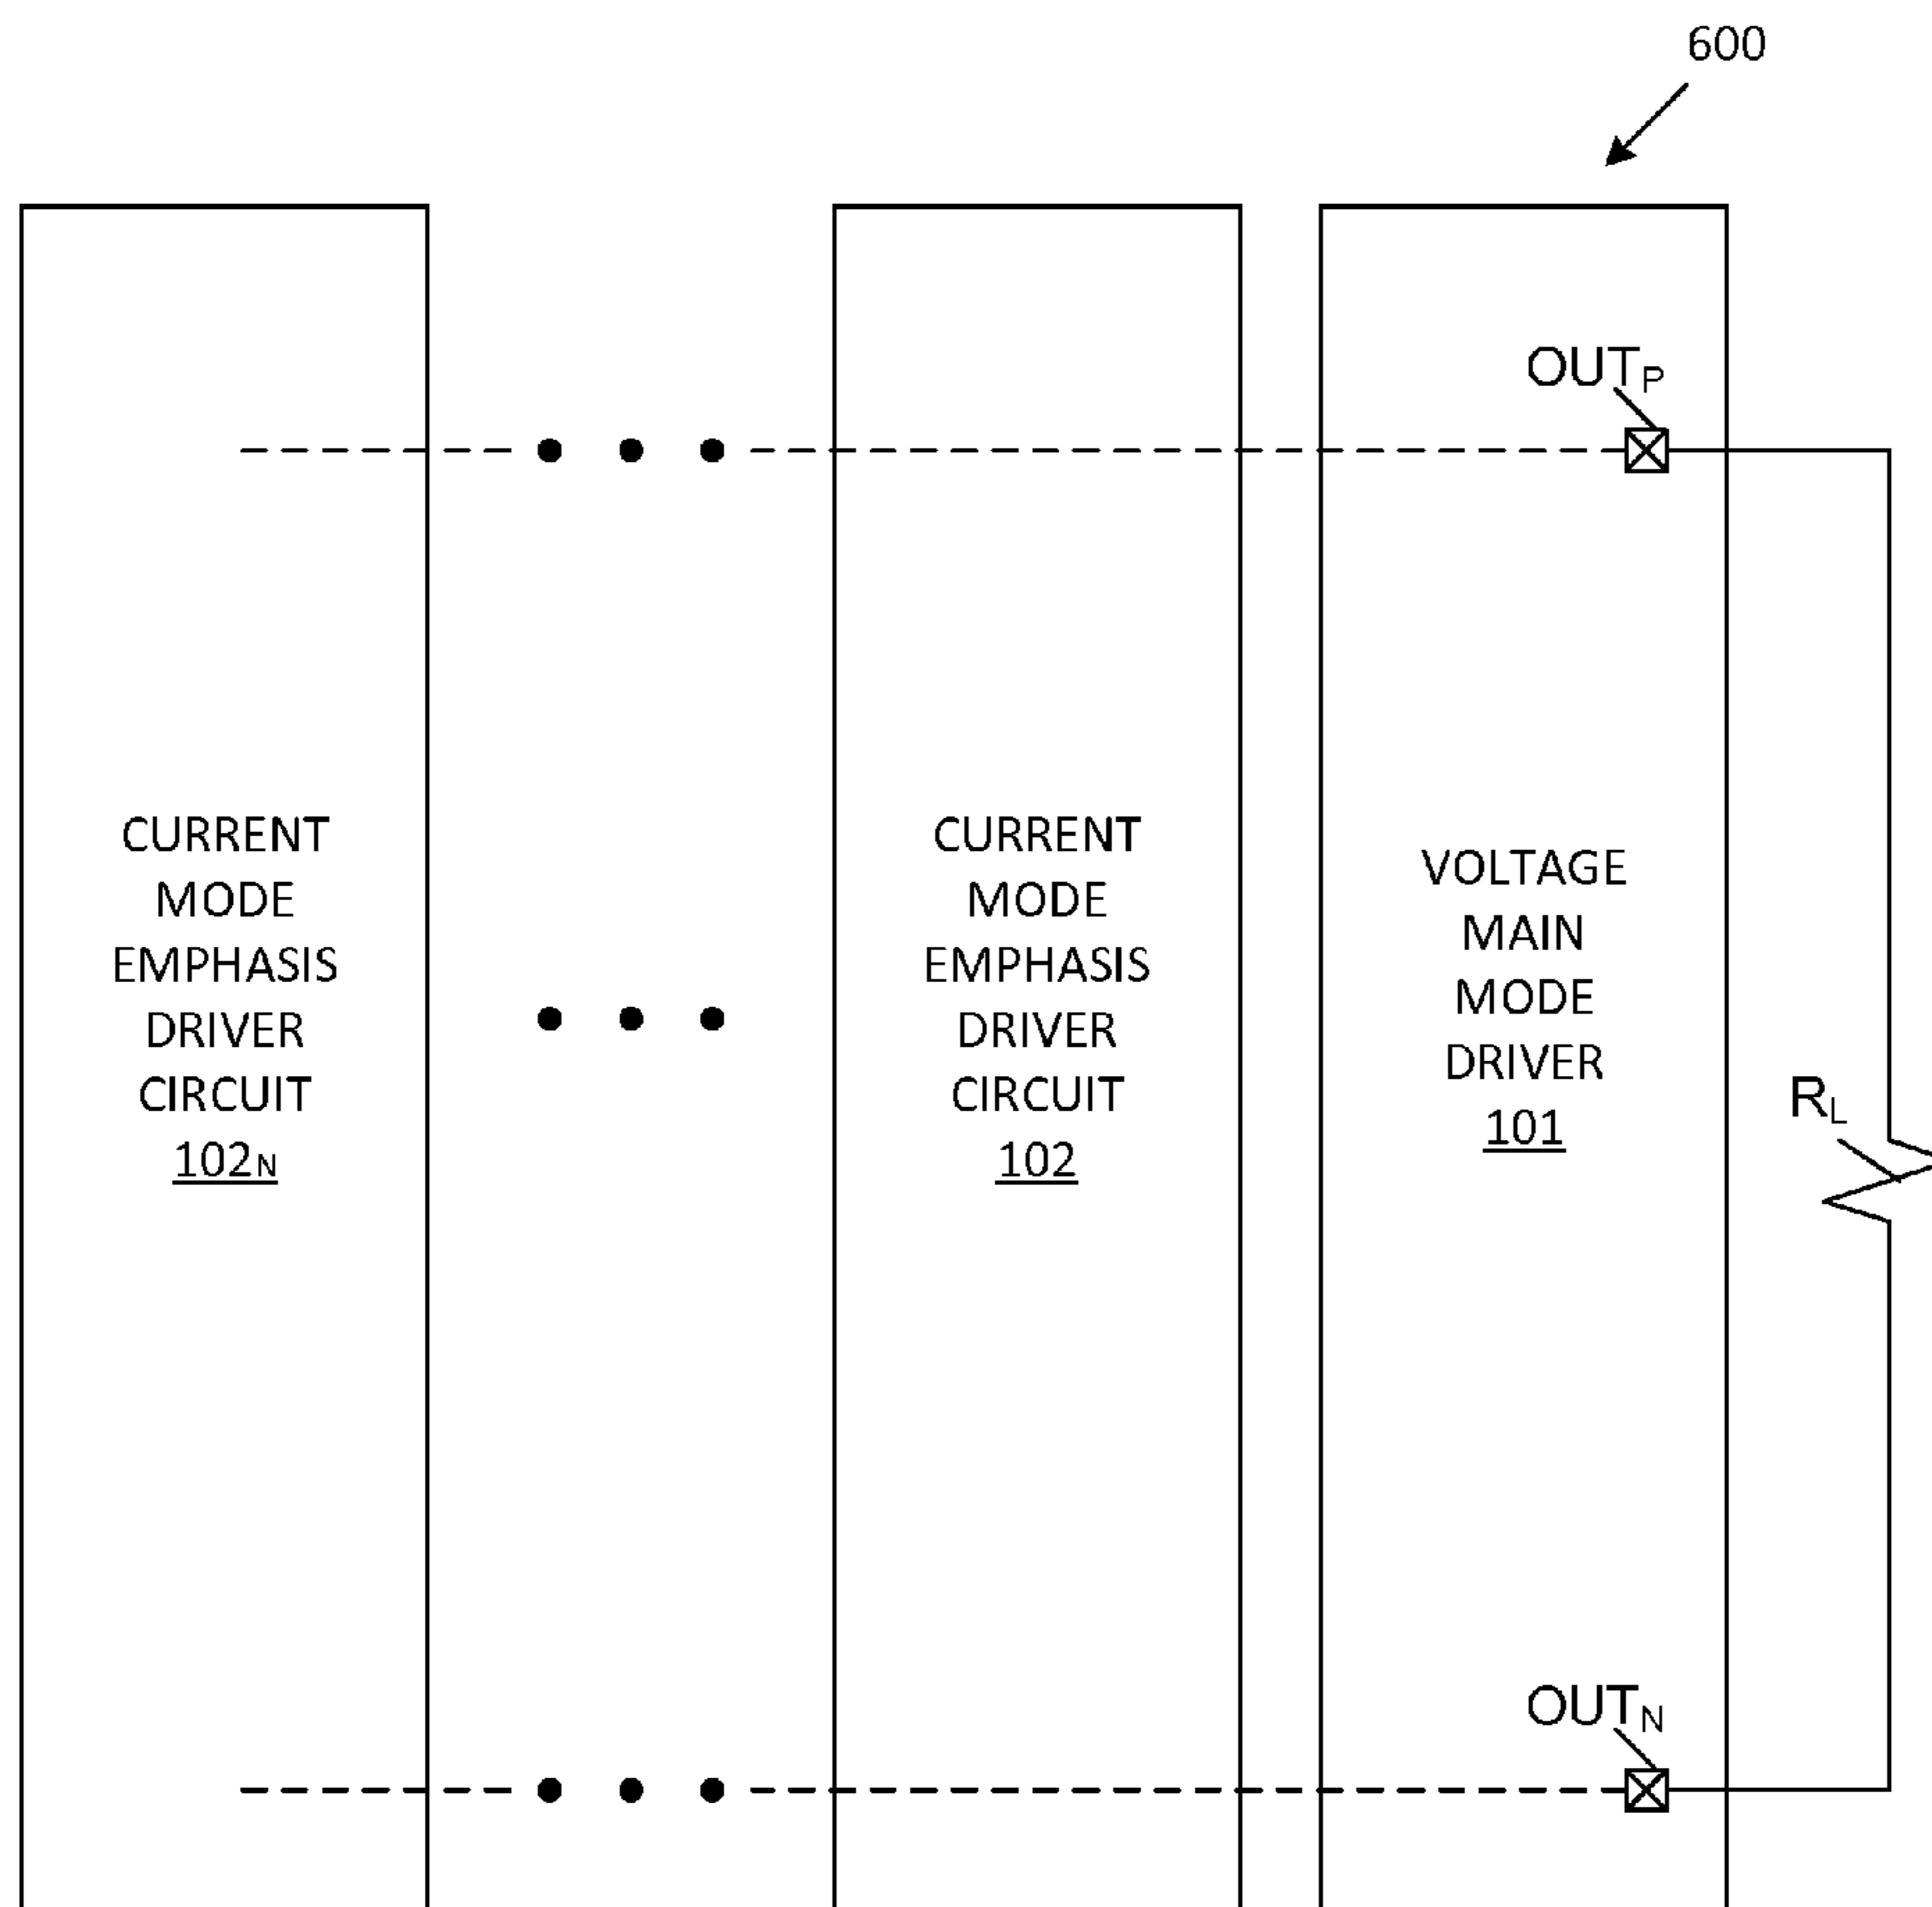 600
OUTP
CURRENT
MODE
EMPHASIS
DRIVER
CIRCUIT
102N
CURRENT
MODE
EMPHASIS
DRIVER
CIRCUIT
102
VOLTAGE
MAIN
MODE
DRIVER
101
RL
OUTN